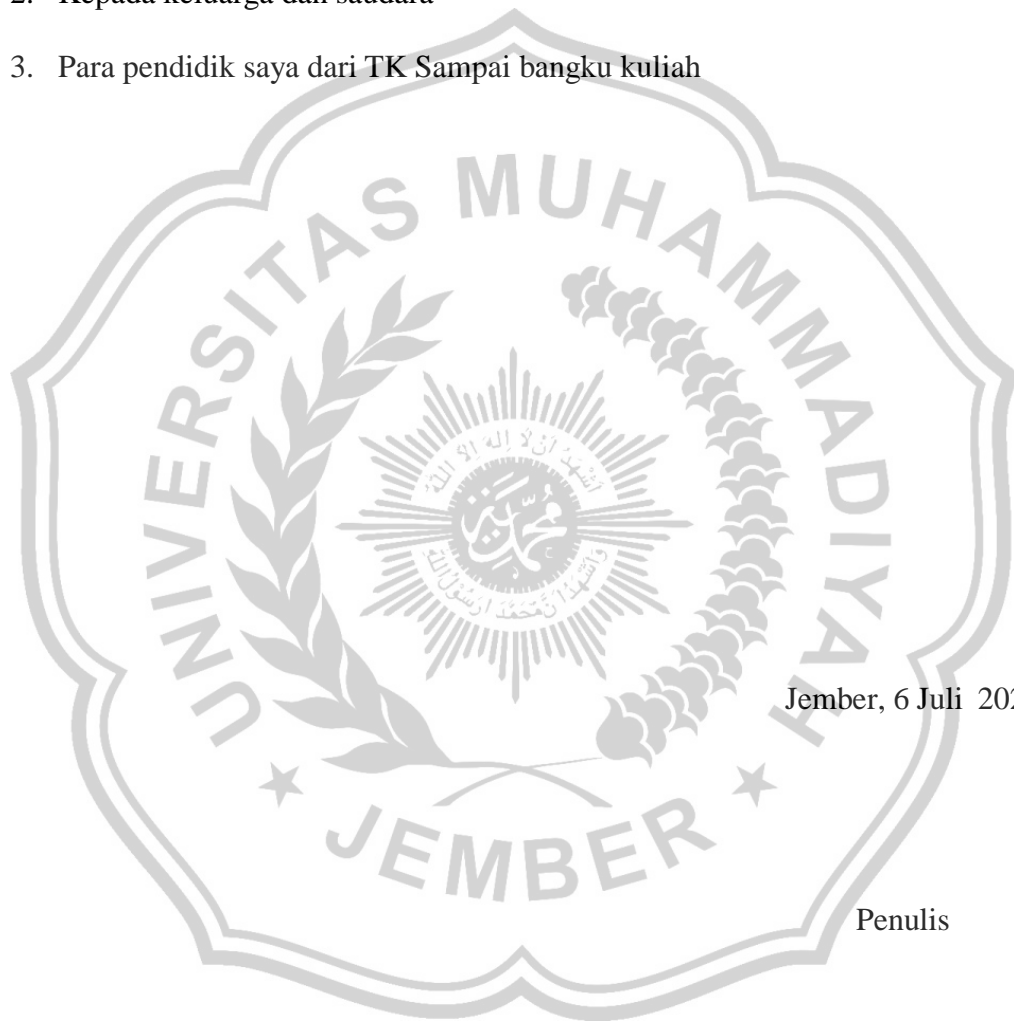 2. Kepada keluarga dan saudara
3. Para pendidik saya dari TK Sampai bangku kuliah
UNIVERSITAS MUHAMMADIYAH
JEMBER
Jember, 6 Juli 202
Penulis